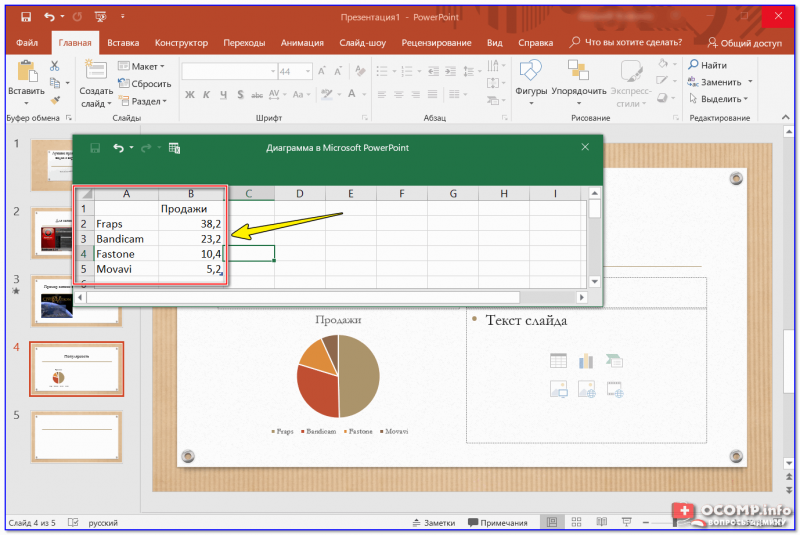 Презентация1 - PowerPoint
Файл Главная Вставка Конструктор Переходы Анимация Слайд-шоу Рецензирование Вид Справка Что вы хотите сделать? Общий доступ
Вставить
Создать слайд
Макет
Сбросить
Раздел
44
Ж К Ч S abc AV Aa A
Фигуры Упорядочить Экспресс-стили
Найти
Заменить
Выделить
Буфер обмена Слайды Шрифт Абзац Рисование Редактирование
Диаграмма в Microsoft PowerPoint
A B C D E F G H I
1 Продажи
2 Fraps 38,2
3 Bandicam 23,2
4 Fastone 10,4
5 Movavi 5,2
1
2
3
4
5
Продажи
Fraps Bandicam Fastone Movavi
Текст слайда
Слайд 4 из 5 русский Заметки Примечания
OCOMP.info
ВОПРОСЫ АДМИНУ